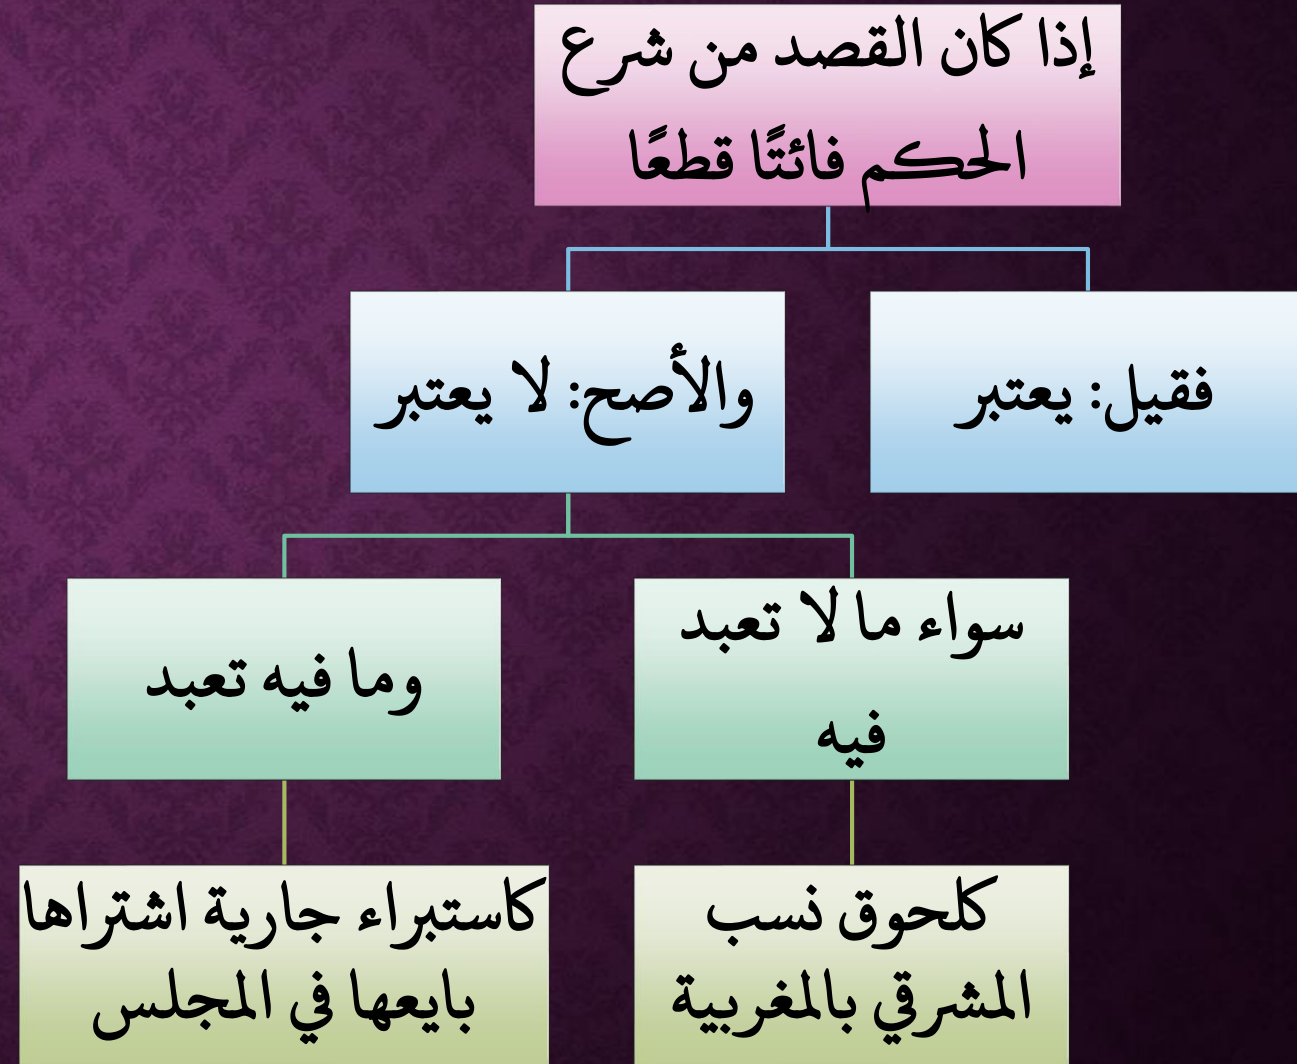 إذا كان القصد من شرع
الحكم فائتًا قطعًا
فقيل: يعتبر
والأصح: لا يعتبر
سواء ما لا تعبد
فيه
وما فيه تعبد
كلحوق نسب
المشرقي بالمغربية
كاستبراء جارية اشتراها
بايعها في المجلس